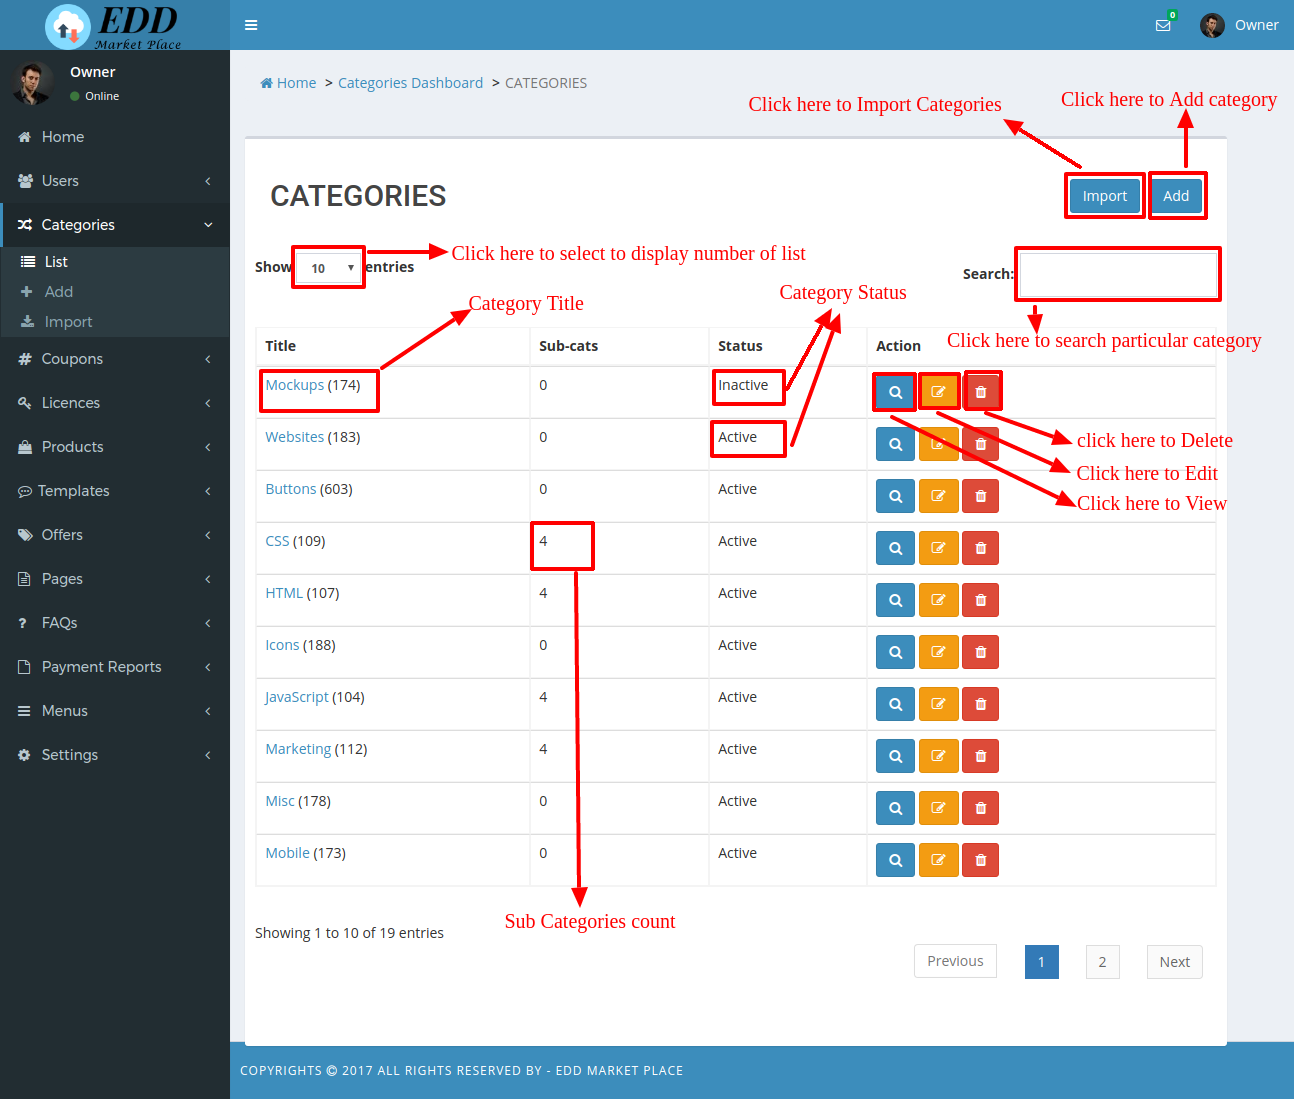 EDD
Market Place
0
Owner
Owner
Online
Home > Categories Dashboard > CATEGORIES
Click here to Import Categories
Click here to Add category
Home
Users
Categories
List
Add
Import
Coupons
Licences
Products
Templates
Offers
Pages
FAQs
Payment Reports
Menus
Settings
CATEGORIES
Import
Add
Show 10 entries
Click here to select to display number of list
Search:
Category Title
Category Status
Click here to search particular category
Title Sub-cats Status Action
Mockups (174) 0 Inactive
Websites (183) 0 Active
click here to Delete
Click here to Edit
Buttons (603) 0 Active
Click here to View
CSS (109) 4 Active
HTML (107) 4 Active
Icons (188) 0 Active
JavaScript (104) 4 Active
Marketing (112) 4 Active
Misc (178) 0 Active
Mobile (173) 0 Active
Sub Categories count
Showing 1 to 10 of 19 entries
Previous 1 2 Next
COPYRIGHTS © 2017 ALL RIGHTS RESERVED BY - EDD MARKET PLACE